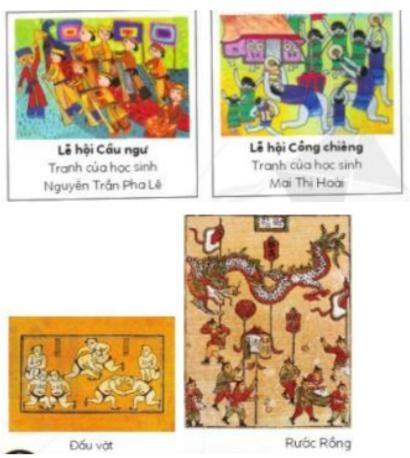 Lễ hội Cầu ngư
Tranh của học sinh
Nguyễn Trần Pha Lê
Lễ hội Cồng chiêng
Tranh của học sinh
Mai Thị Hoài
Đấu vật
Rước Rồng